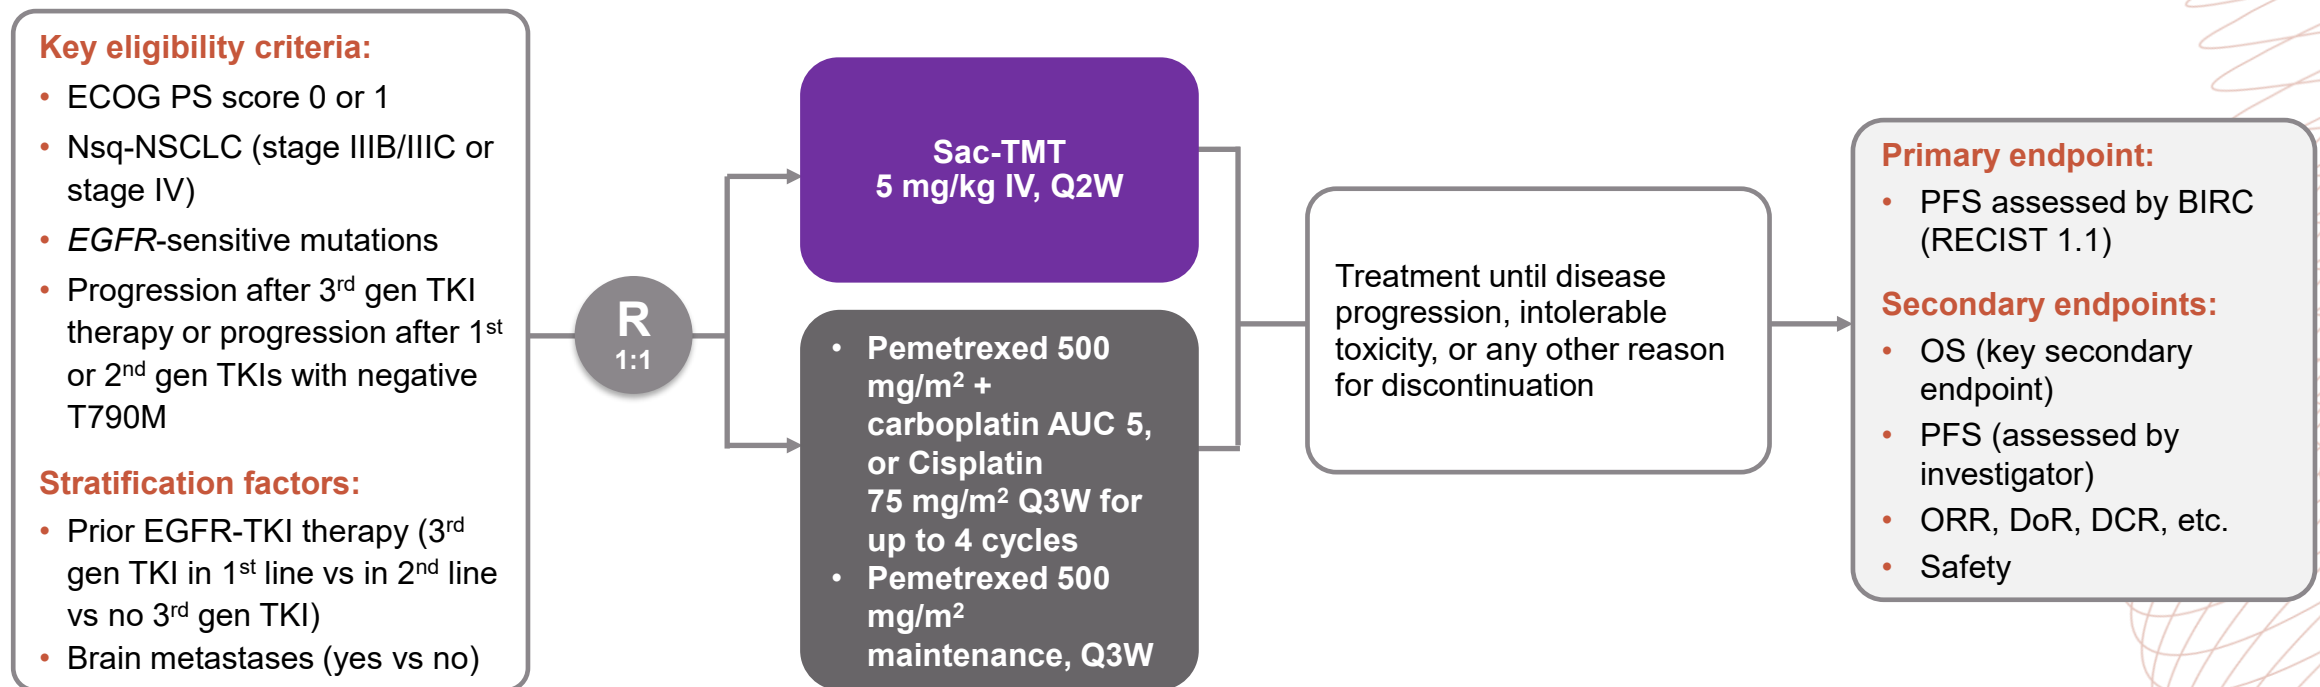 Key eligibility criteria:
• ECOG PS score 0 or 1
• Nsq-NSCLC (stage IIIB/IIIC or
stage IV)
• EGFR-sensitive mutations
• Progression after 3rd gen TKI
therapy or progression after 1st
or 2nd gen TKIs with negative
T790M
Stratification factors:
• Prior EGFR-TKI therapy (3rd
gen TKI in 1st line vs in 2nd line
vs no 3rd gen TKI)
• Brain metastases (yes vs no)
R
1:1
Sac-TMT
5 mg/kg IV, Q2W
• Pemetrexed 500
mg/m² +
carboplatin AUC 5,
or Cisplatin
75 mg/m² Q3W for
up to 4 cycles
• Pemetrexed 500
mg/m²
maintenance, Q3W
Treatment until disease
progression, intolerable
toxicity, or any other reason
for discontinuation
Primary endpoint:
• PFS assessed by BIRC
(RECIST 1.1)
Secondary endpoints:
• OS (key secondary
endpoint)
• PFS (assessed by
investigator)
• ORR, DoR, DCR, etc.
• Safety